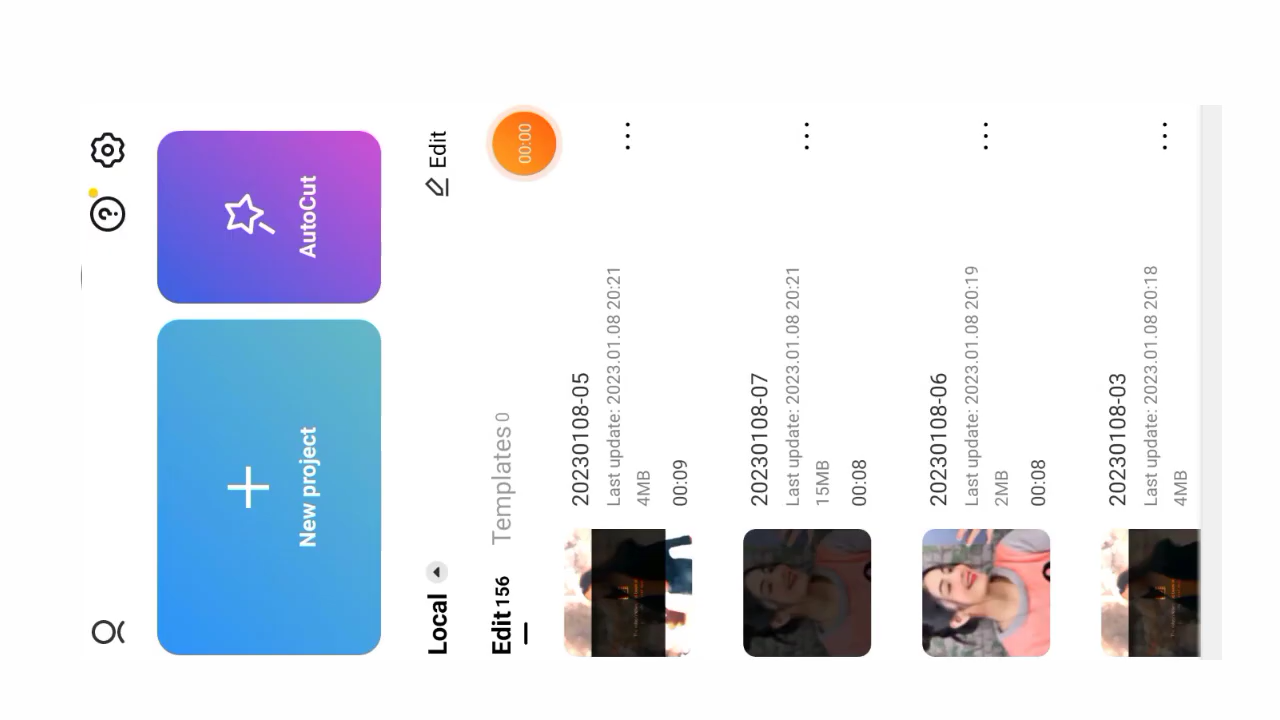 New project
AutoCut
Local
Edit
Edit 156
Templates 0
00:00
20230108-05
Last update: 2023.01.08 20:21
4MB
00:09
20230108-07
Last update: 2023.01.08 20:21
15MB
00:08
20230108-06
Last update: 2023.01.08 20:19
2MB
00:08
20230108-03
Last update: 2023.01.08 20:18
4MB